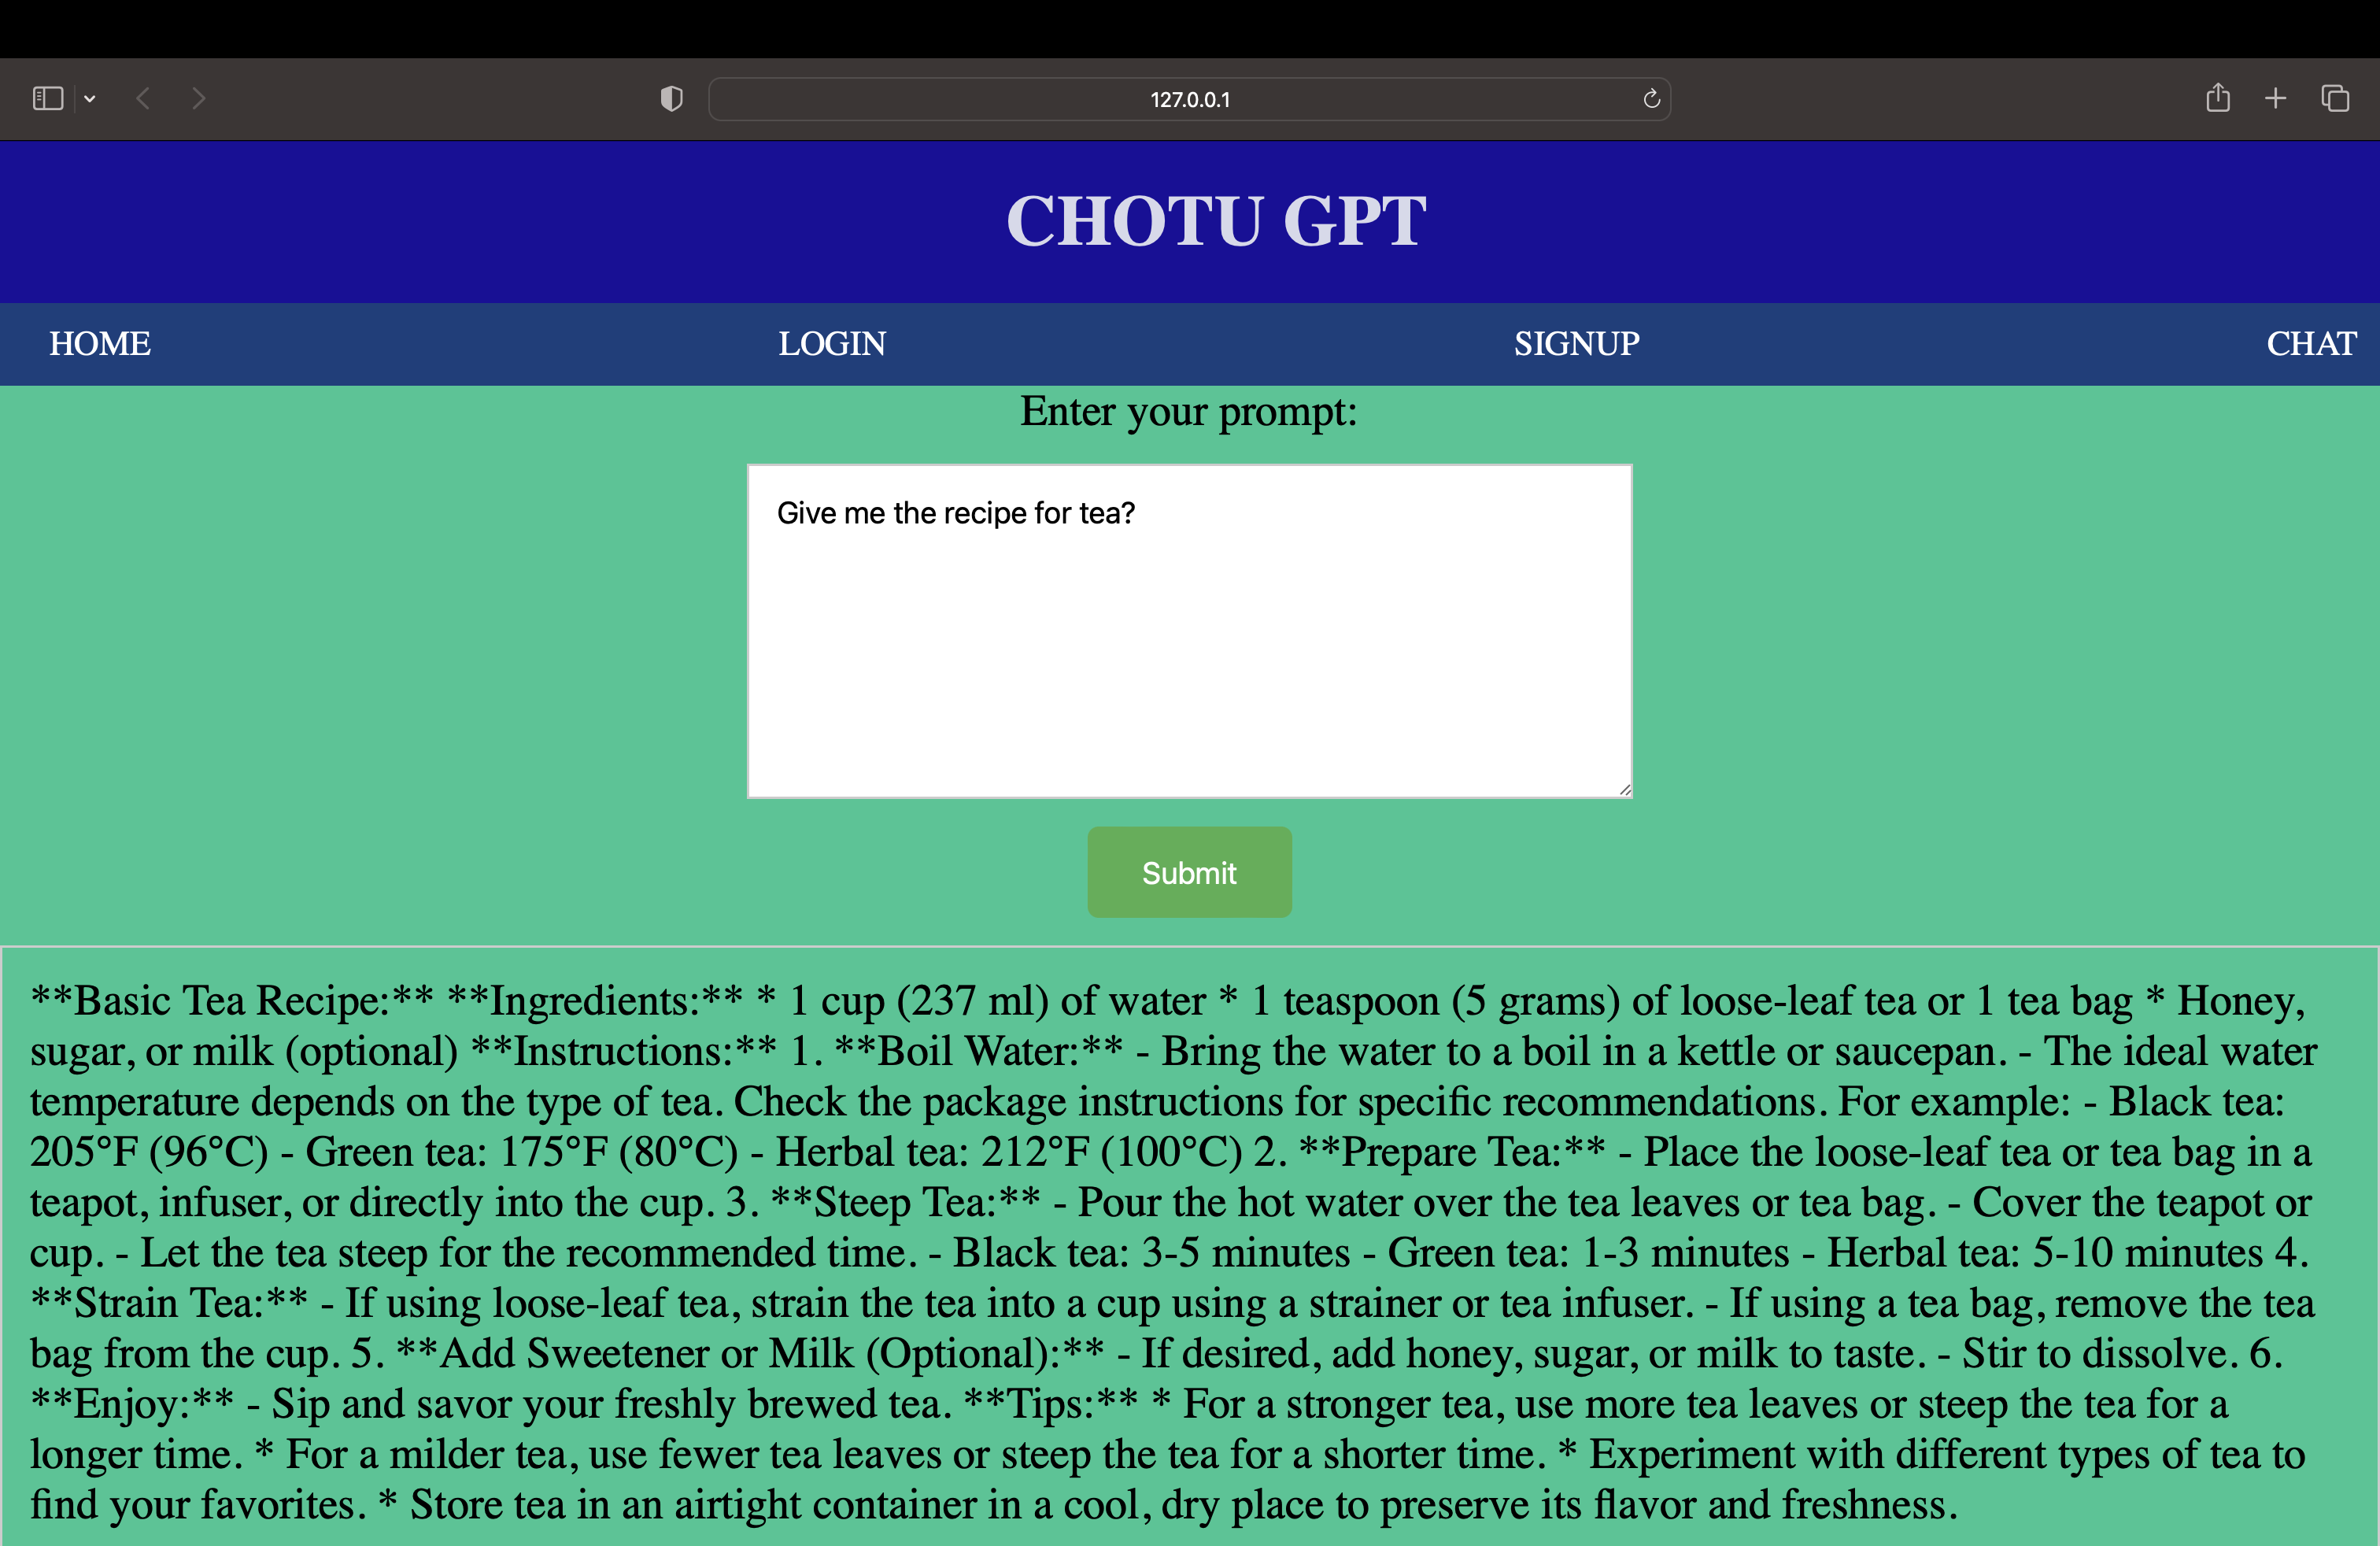 127.0.0.1
CHOTU GPT
HOME LOGIN SIGNUP CHAT
Enter your prompt:
Give me the recipe for tea?
Submit
**Basic Tea Recipe:** **Ingredients:** * 1 cup (237 ml) of water * 1 teaspoon (5 grams) of loose-leaf tea or 1 tea bag * Honey,
sugar, or milk (optional) **Instructions:** 1. **Boil Water:** - Bring the water to a boil in a kettle or saucepan. - The ideal water
temperature depends on the type of tea. Check the package instructions for specific recommendations. For example: - Black tea:
205°F (96°C) - Green tea: 175°F (80°C) - Herbal tea: 212°F (100°C) 2. **Prepare Tea:** - Place the loose-leaf tea or tea bag in a
teapot, infuser, or directly into the cup. 3. **Steep Tea:** - Pour the hot water over the tea leaves or tea bag. - Cover the teapot or
cup. - Let the tea steep for the recommended time. - Black tea: 3-5 minutes - Green tea: 1-3 minutes - Herbal tea: 5-10 minutes 4.
**Strain Tea:** - If using loose-leaf tea, strain the tea into a cup using a strainer or tea infuser. - If using a tea bag, remove the tea
bag from the cup. 5. **Add Sweetener or Milk (Optional):** - If desired, add honey, sugar, or milk to taste. - Stir to dissolve. 6.
**Enjoy:** - Sip and savor your freshly brewed tea. **Tips:** * For a stronger tea, use more tea leaves or steep the tea for a
longer time. * For a milder tea, use fewer tea leaves or steep the tea for a shorter time. * Experiment with different types of tea to
find your favorites. * Store tea in an airtight container in a cool, dry place to preserve its flavor and freshness.